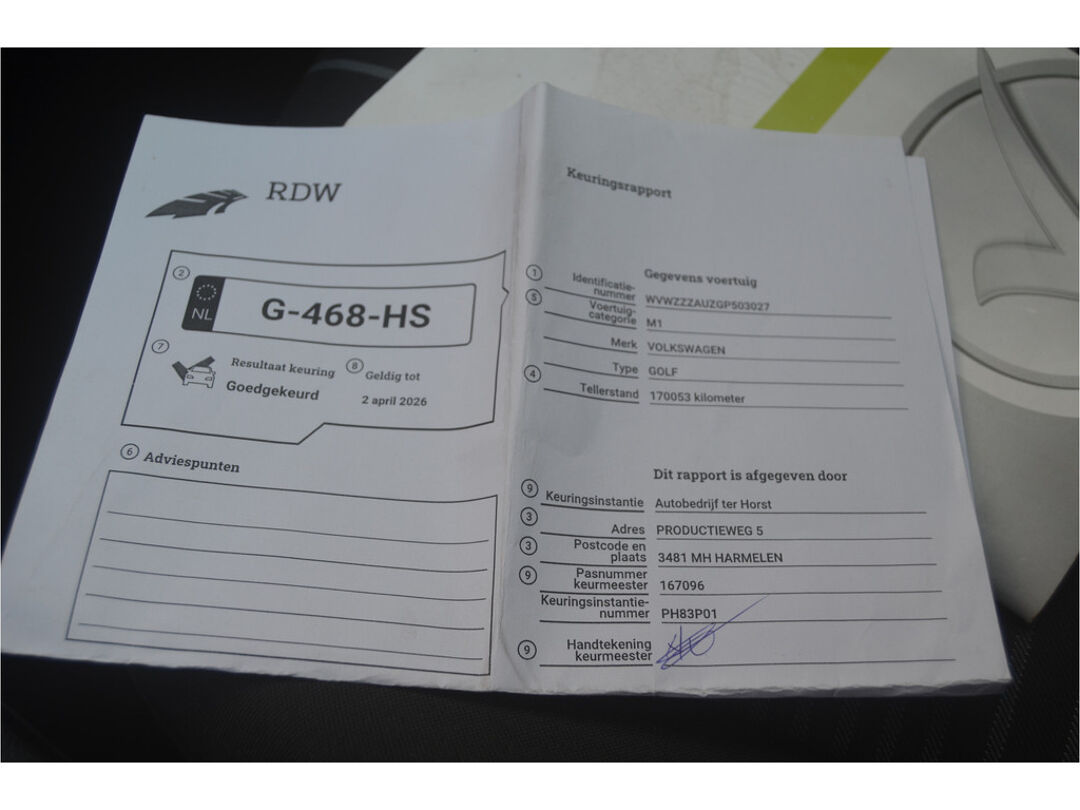 RDW
2
NL
G-468-HS
7
Resultaat keuring
Goedgekeurd
8
Geldig tot
2 april 2026
6 Adviespunten
Keuringsrapport
Gegevens voertuig
1 Identificatie-
nummer WVWZZZAUZGP503027
5 Voertuig-
categorie M1
Merk VOLKSWAGEN
Type GOLF
4 Tellerstand 170053 kilometer
Dit rapport is afgegeven door
9 Keuringsinstantie Autobedrijf ter Horst
3 Adres PRODUCTIEWEG 5
3 Postcode en
plaats 3481 MH HARMELEN
9 Pasnummer
keurmeester 167096
Keuringsinstantie-
nummer PH83P01
9 Handtekening
keurmeester